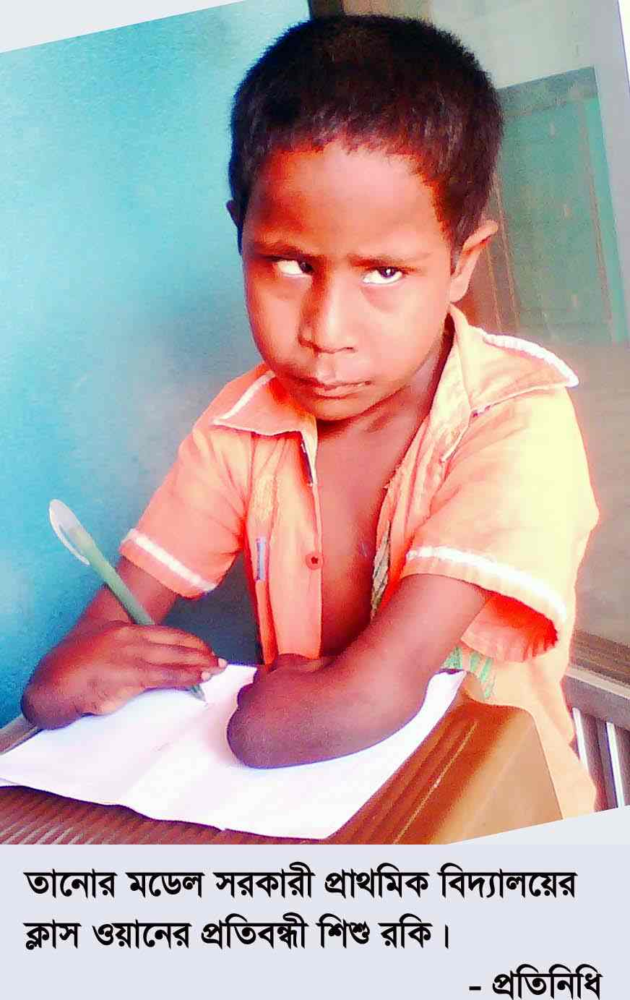 তানোর মডেল সরকারী প্রাথমিক বিদ্যালয়ের
ক্লাস ওয়ানের প্রতিবন্ধী শিশু রকি।
- প্রতিনিধি